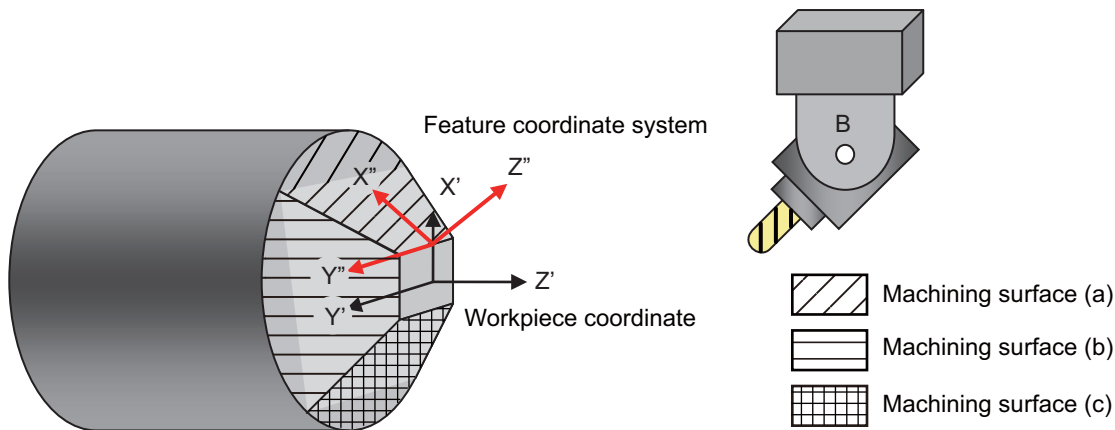 B
Feature coordinate system
X”
Z”
X’
Y”
Z’
Y’
Workpiece coordinate
Machining surface (a)
Machining surface (b)
Machining surface (c)